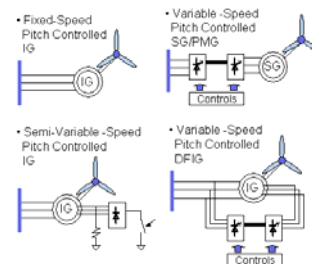 • Fixed-Speed
Pitch Controlled
IG
IG
• Variable -Speed
Pitch Controlled
SG/PMG
SG
Controls
• Semi-Variable -Speed
Pitch Controlled
IG
IG
• Variable -Speed
Pitch Controlled
DFIG
IG
Controls